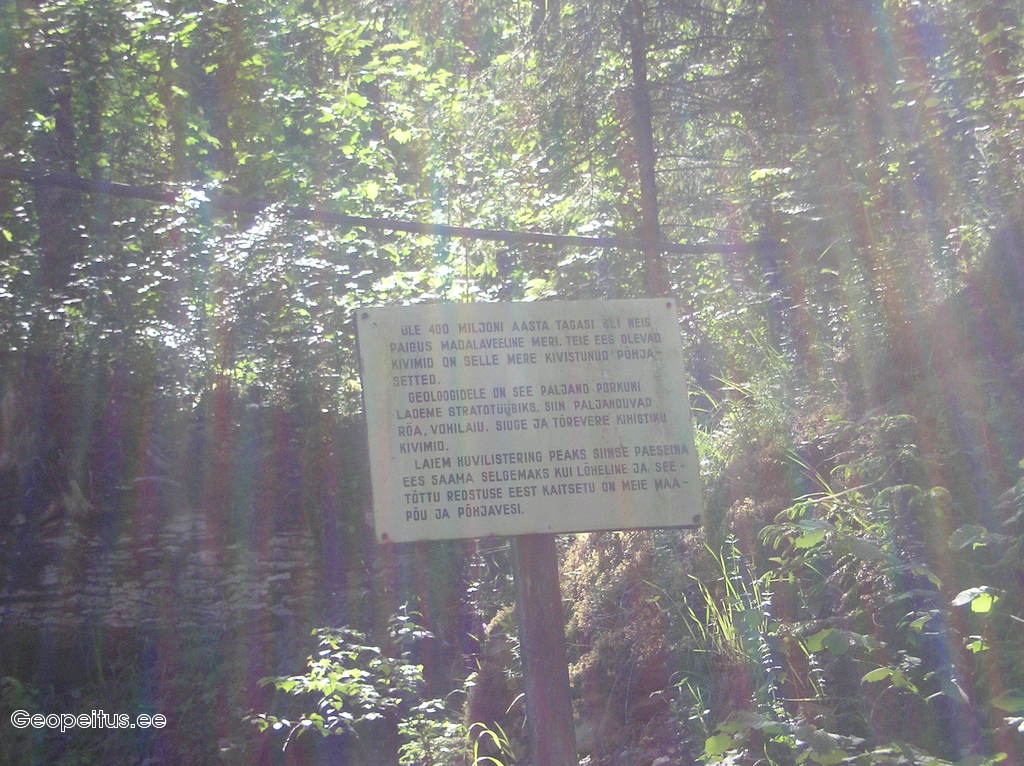 ÜLE 400 MILJONI AASTA TAGASI OLI NEIS
PAIGUS MADALAVEELINE MERI. TEIE EES OLEVAD
KIVIMID ON SELLE MERE KIVISTUNUD PÕHJA-
SETTED.
GEOLOOGIDELE ON SEE PALJAND PORKUNI
LADEME STRATOTÜÜBIKS. SIIN PALJANDUVAD
RÕA, VOHILAIU, SIUGE JA TÕREVERE KIHISTIKU
KIVIMID.
LAIEM HUVILISTERING PEAKS SIINSE PAESEINA
EES SAAMA SELGEMAKS KUI LÕHELINE JA SEE-
TÕTTU REOSTUSE EEST KAITSETU ON MEIE MAA-
PÕU JA PÕHJAVESI.
Geopeitus.ee